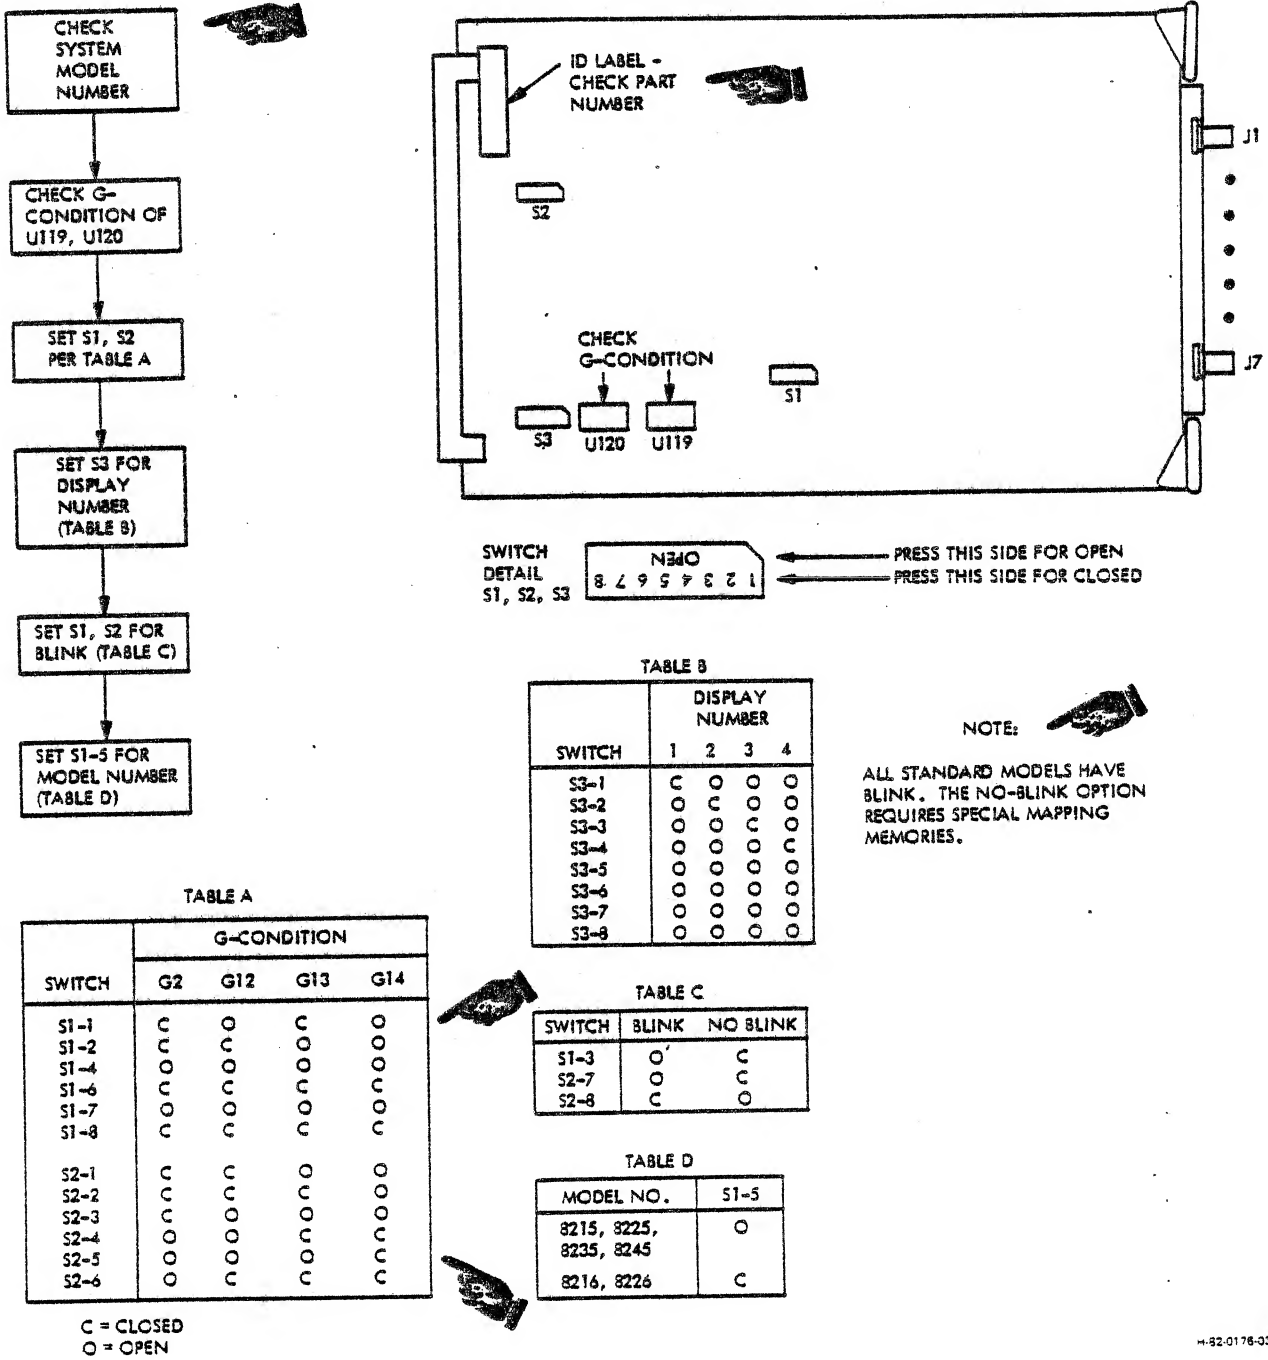 CHECK
SYSTEM
MODEL
NUMBER
CHECK G-
CONDITION OF
U119, U120
SET S1, S2
PER TABLE A
SET S3 FOR
DISPLAY
NUMBER
(TABLE B)
SET S1, S2 FOR
BLINK (TABLE C)
SET S1-5 FOR
MODEL NUMBER
(TABLE D)
ID LABEL -
CHECK PART
NUMBER
J1
S2
CHECK
G-CONDITION
J7
S1
S3
U120
U119
SWITCH
DETAIL
S1, S2, S3
OPEN
8 7 6 5 4 3 2 1
PRESS THIS SIDE FOR OPEN
PRESS THIS SIDE FOR CLOSED
TABLE B
DISPLAY
NUMBER
SWITCH 1 2 3 4
S3-1 C O O O
S3-2 O C O O
S3-3 O O C O
S3-4 O O O C
S3-5 O O O O
S3-6 O O O O
S3-7 O O O O
S3-8 O O O O
NOTE:
ALL STANDARD MODELS HAVE
BLINK. THE NO-BLINK OPTION
REQUIRES SPECIAL MAPPING
MEMORIES.
TABLE A
G-CONDITION
SWITCH G2 G12 G13 G14
S1-1 C O C O
S1-2 C C O O
S1-4 O O O O
S1-6 C C C C
S1-7 O O O O
S1-8 C C C C
S2-1 C C O O
S2-2 C C C O
S2-3 C O O O
S2-4 O O C C
S2-5 O O C C
S2-6 O C C C
C = CLOSED
O = OPEN
TABLE C
SWITCH BLINK NO BLINK
S1-3 O C
S2-7 O C
S2-8 C O
TABLE D
MODEL NO. S1-5
8215, 8225, O
8235, 8245
8216, 8226 C
H-82-0176-03